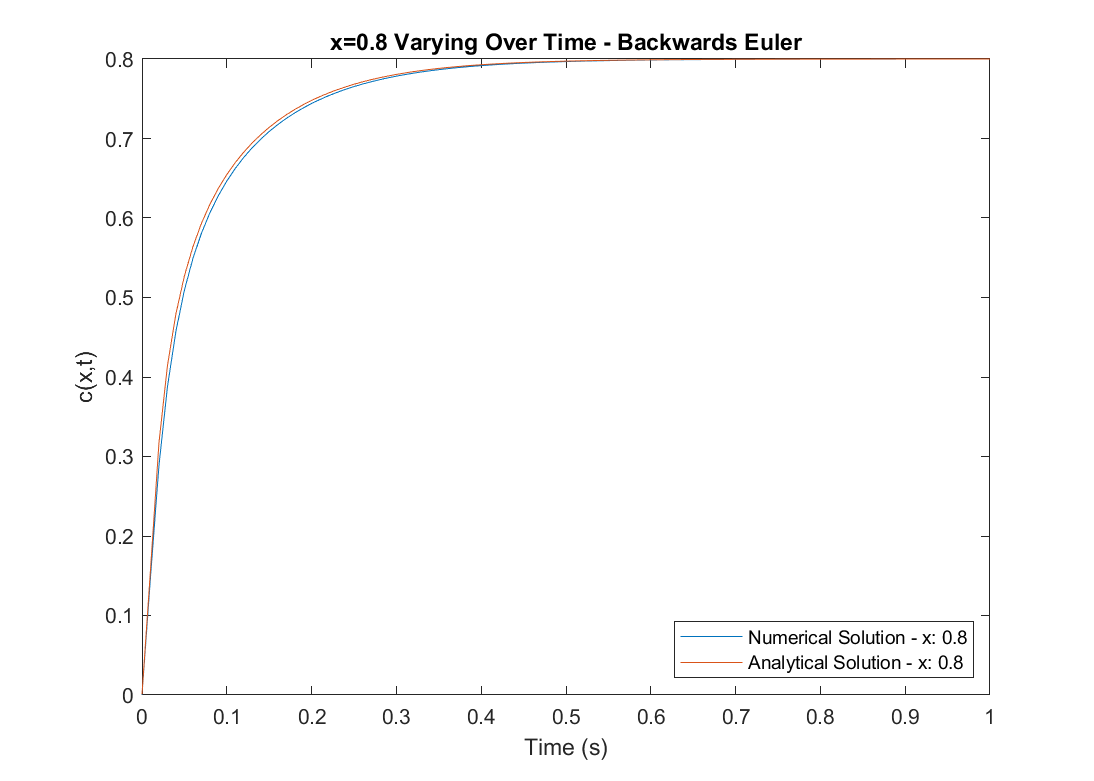 x=0.8 Varying Over Time - Backwards Euler
0.8
0.7
0.6
0.5
0.4
0.3
0.2
0.1
0
c(x,t)
Numerical Solution - x: 0.8
Analytical Solution - x: 0.8
0 0.1 0.2 0.3 0.4 0.5 0.6 0.7 0.8 0.9 1
Time (s)